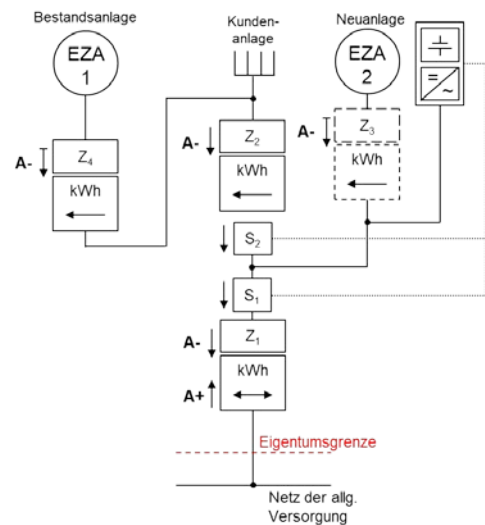 Bestandsanlage
Kunden-
anlage
Neuanlage
EZA
1
EZA
2
=
~
A-
Z4
kWh
A-
Z2
kWh
A-
Z3
kWh
S2
S1
A-
Z1
A+
kWh
Eigentumsgrenze
Netz der allg.
Versorgung